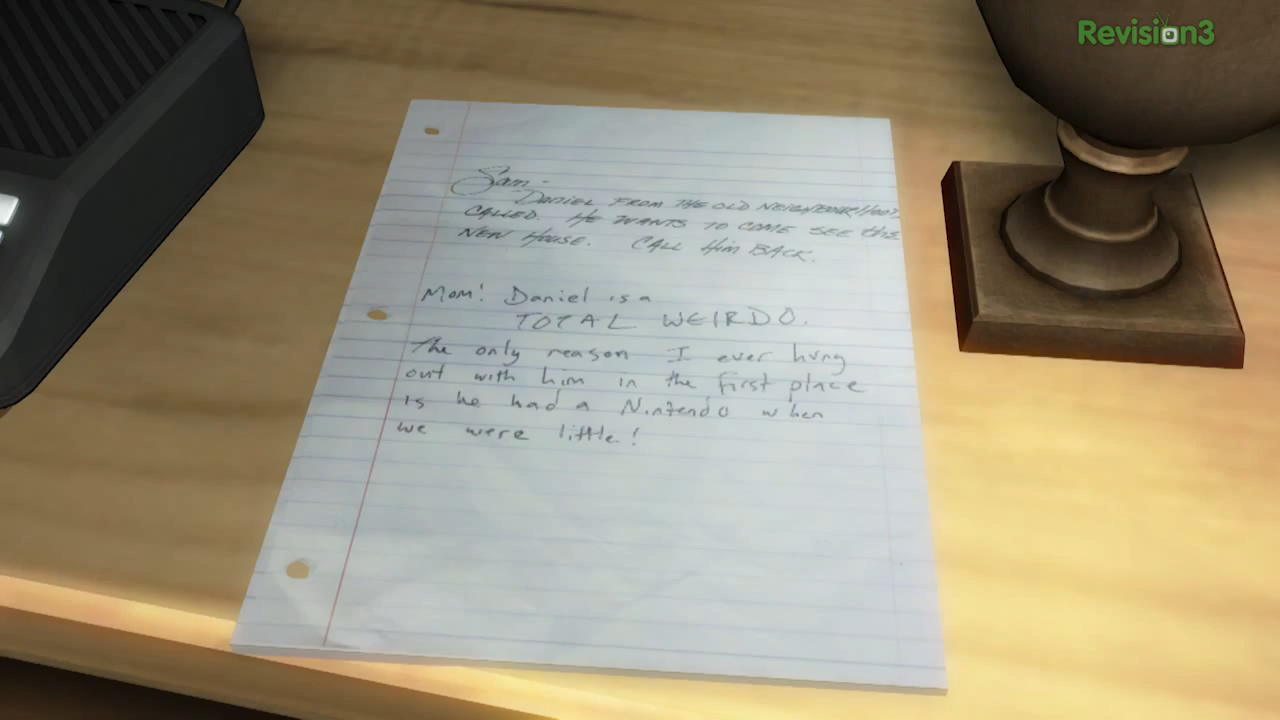 Revision3
Sam-
Daniel from the old neighborhood
called. He wants to come see the
new house. Call him back.
Mom! Daniel is a
TOTAL WEIRDO.
The only reason I ever hung
out with him in the first place
is he had a Nintendo when
we were little!